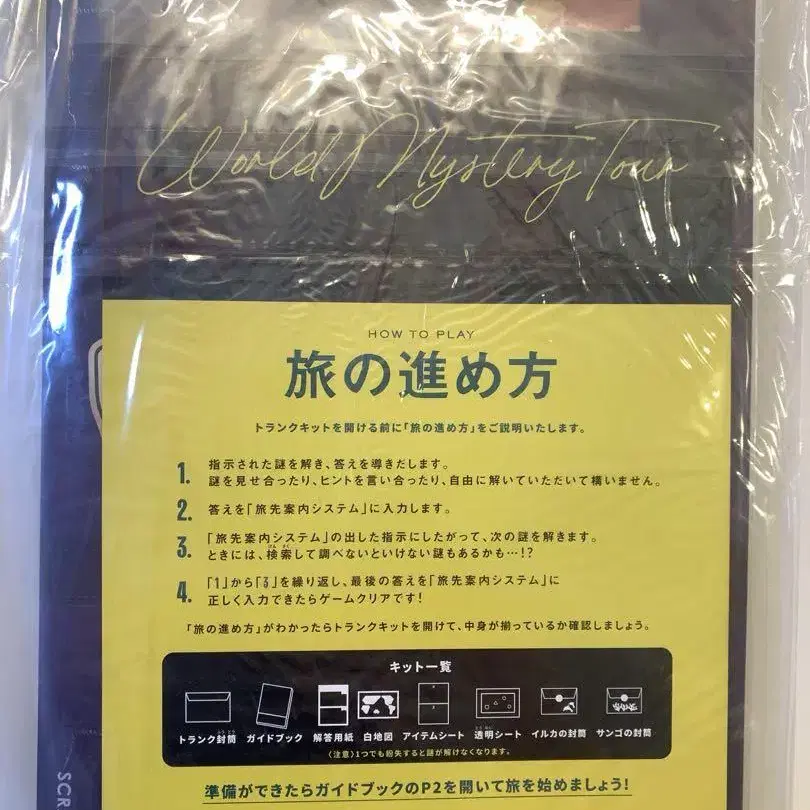 World Mystery Tour
HOW TO PLAY
旅の進め方
トランクキットを開ける前に「旅の進め方」をご説明いたします。
1. 指示された謎を解き、答えを導きだします。
謎を見せ合ったり、ヒントを言い合ったり、自由に解いていただいて構いません。
2. 答えを「旅先案内システム」に入力します。
3. 「旅先案内システム」の出した指示にしたがって、次の謎を解きます。
ときには、検索して調べないといけない謎もあるかも…!?
4. 「1」から「3」を繰り返し、最後の答えを「旅先案内システム」に
正しく入力できたらゲームクリアです!
「旅の進め方」がわかったらトランクキットを開けて、中身が揃っているか確認しましょう。
キット一覧
トランク封筒 ガイドブック 解答用紙 白地図 アイテムシート 透明シート イルカの封筒 サンゴの封筒
〈注意〉1つでも紛失すると謎が解けなくなります。
準備ができたらガイドブックのP2を開いて旅を始めましょう!
SCR